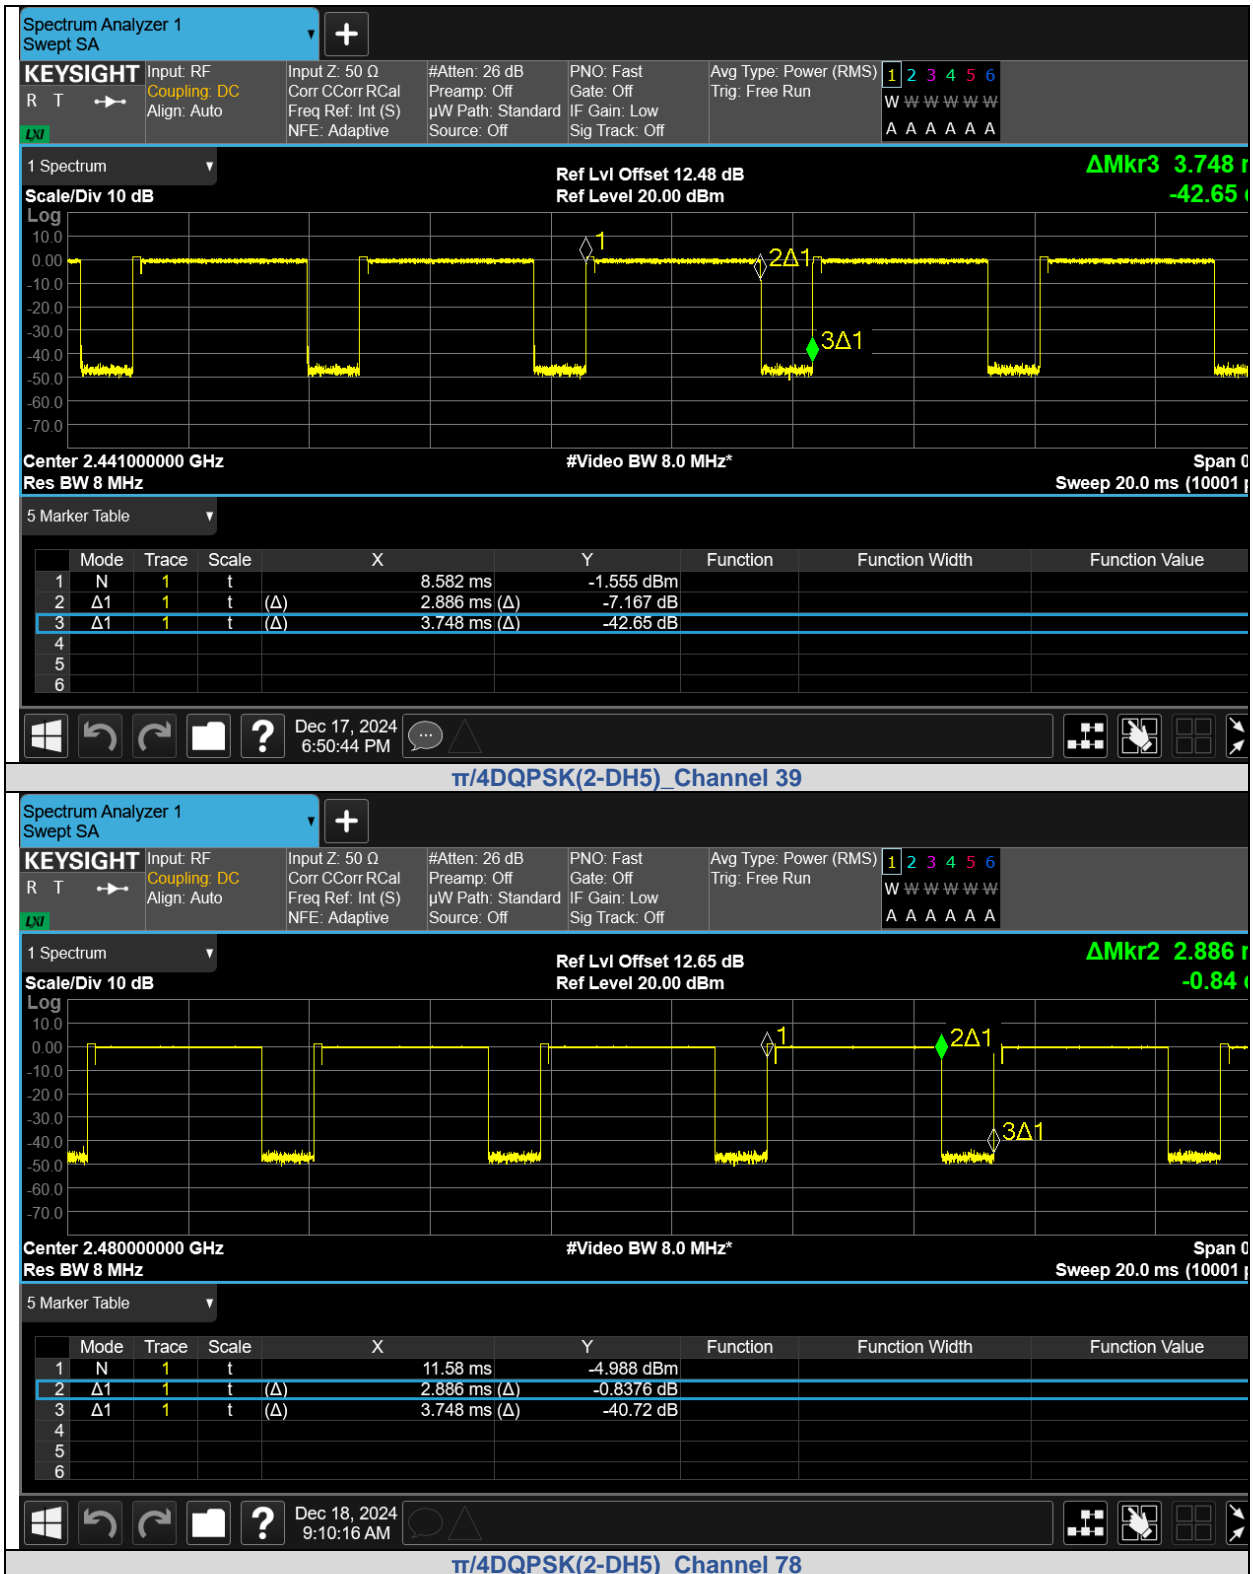 Spectrum Analyzer 1
Swept SA
KEYSIGHT Input: RF Input Z: 50 Ω #Atten: 26 dB PNO: Fast Avg Type: Power (RMS) 1 2 3 4 5 6
R T Coupling: DC Corr CCorr RCal Preamp: Off Gate: Off Trig: Free Run
Align: Auto Freq Ref: Int (S) µW Path: Standard IF Gain: Low W W W W W W
LXI NFE: Adaptive Source: Off Sig Track: Off A A A A A A
1 Spectrum
Ref Lvl Offset 12.48 dB ΔMkr3 3.748
Scale/Div 10 dB Ref Level 20.00 dBm -42.65
Log
10.0
0.00
-10.0
-20.0
-30.0
-40.0
-50.0
-60.0
-70.0
1
2Δ1
3Δ1
Center 2.441000000 GHz #Video BW 8.0 MHz* Span 0
Res BW 8 MHz Sweep 20.0 ms (10001
5 Marker Table
Mode Trace Scale X Y Function Function Width Function Value
1 N 1 t 8.582 ms -1.555 dBm
2 Δ1 1 t (Δ) 2.886 ms (Δ) -7.167 dB
3 Δ1 1 t (Δ) 3.748 ms (Δ) -42.65 dB
4
5
6
? Dec 17, 2024
6:50:44 PM
π/4DQPSK(2-DH5)_Channel 39
Spectrum Analyzer 1
Swept SA
KEYSIGHT Input: RF Input Z: 50 Ω #Atten: 26 dB PNO: Fast Avg Type: Power (RMS) 1 2 3 4 5 6
R T Coupling: DC Corr CCorr RCal Preamp: Off Gate: Off Trig: Free Run
Align: Auto Freq Ref: Int (S) µW Path: Standard IF Gain: Low W W W W W W
LXI NFE: Adaptive Source: Off Sig Track: Off A A A A A A
1 Spectrum
Ref Lvl Offset 12.65 dB ΔMkr2 2.886
Scale/Div 10 dB Ref Level 20.00 dBm -0.84
Log
10.0
0.00
-10.0
-20.0
-30.0
-40.0
-50.0
-60.0
-70.0
1
2Δ1
3Δ1
Center 2.480000000 GHz #Video BW 8.0 MHz* Span 0
Res BW 8 MHz Sweep 20.0 ms (10001
5 Marker Table
Mode Trace Scale X Y Function Function Width Function Value
1 N 1 t 11.58 ms -4.988 dBm
2 Δ1 1 t (Δ) 2.886 ms (Δ) -0.8376 dB
3 Δ1 1 t (Δ) 3.748 ms (Δ) -40.72 dB
4
5
6
? Dec 18, 2024
9:10:16 AM
π/4DQPSK(2-DH5)_Channel 78